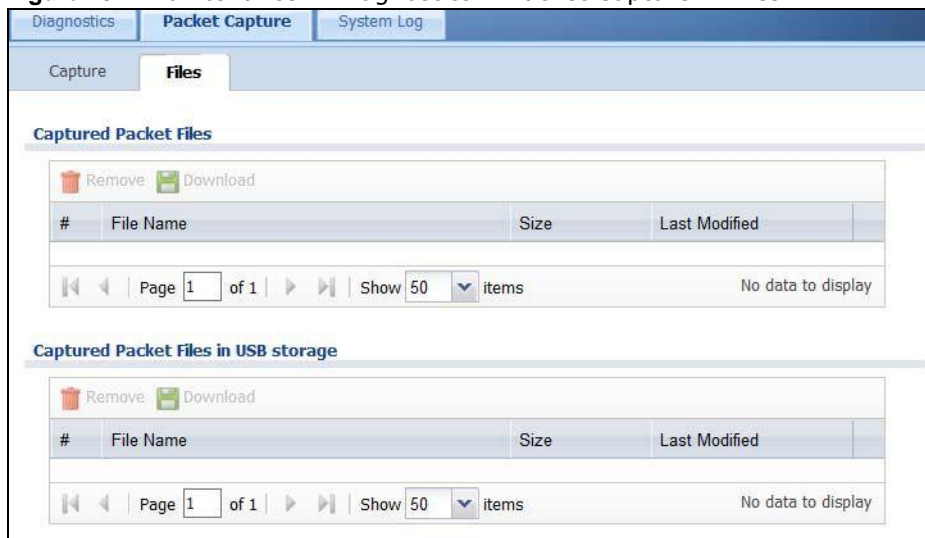 Diagnostics Packet Capture System Log
Capture Files
Captured Packet Files
Remove Download
# File Name Size Last Modified
Page 1 of 1 Show 50 items No data to display
Captured Packet Files in USB storage
Remove Download
# File Name Size Last Modified
Page 1 of 1 Show 50 items No data to display